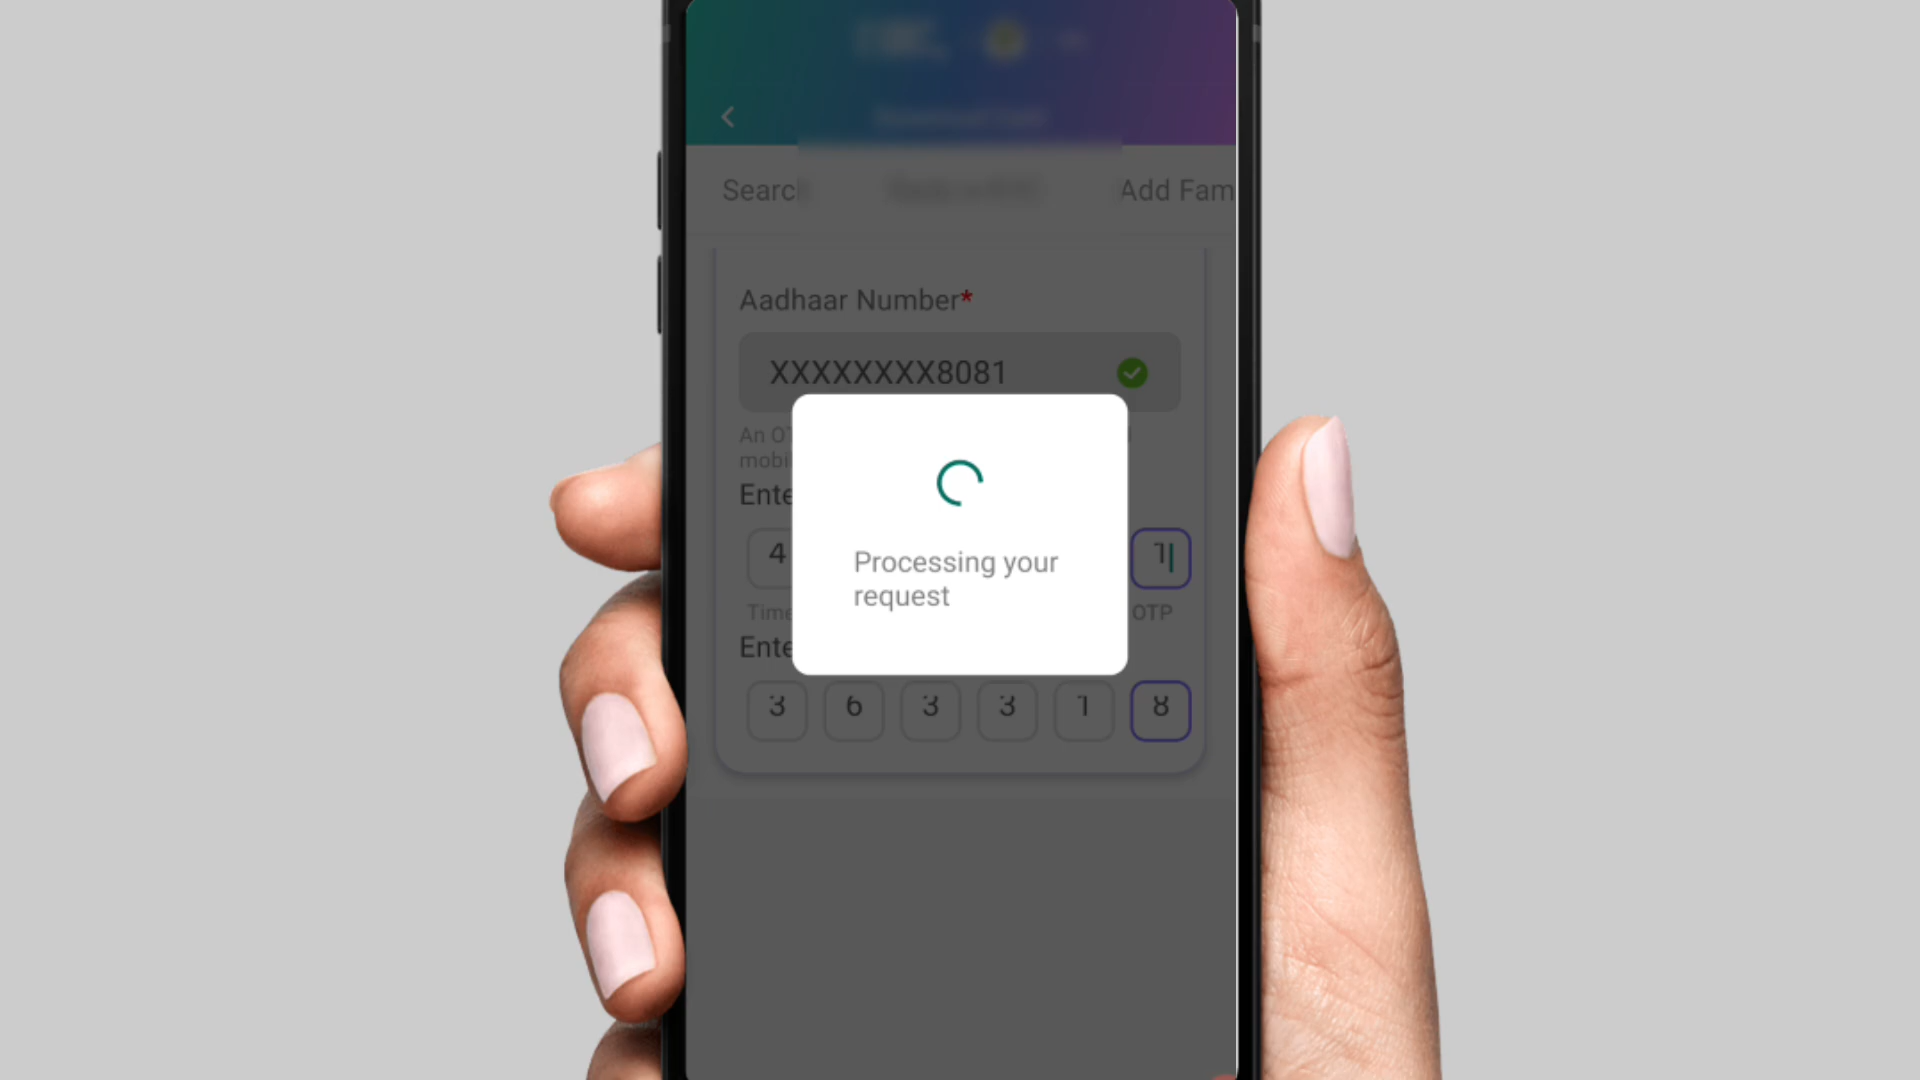 Searc
Add Fam
Aadhaar Number*
XXXXXXXX8081
An O
mobi
Ente
4 1
Time OTP
Ente
3 6 3 3 1 8
Processing your
request